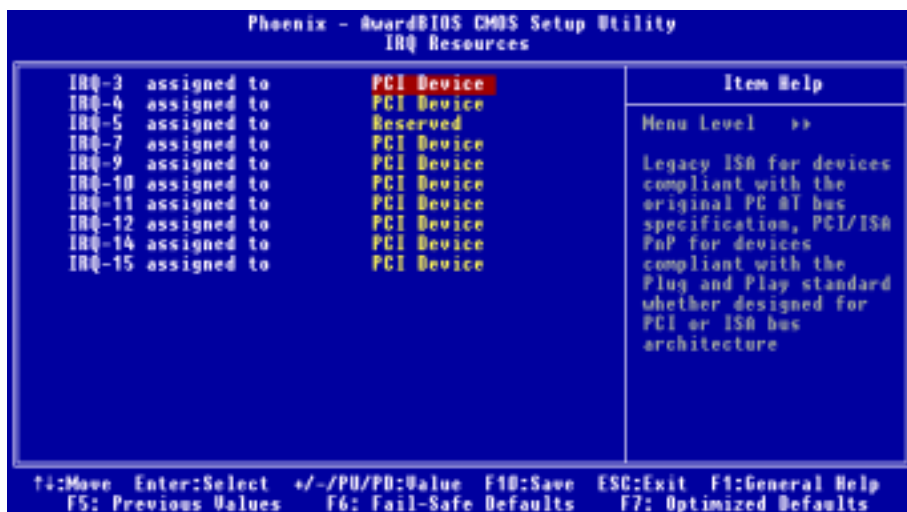 Phoenix - AwardBIOS CMOS Setup Utility
IRQ Resources
IRQ-3 assigned to PCI Device
IRQ-4 assigned to PCI Device
IRQ-5 assigned to Reserved
IRQ-7 assigned to PCI Device
IRQ-9 assigned to PCI Device
IRQ-10 assigned to PCI Device
IRQ-11 assigned to PCI Device
IRQ-12 assigned to PCI Device
IRQ-14 assigned to PCI Device
IRQ-15 assigned to PCI Device
Item Help
Menu Level ▸▸
Legacy ISA for devices
compliant with the
original PC AT bus
specification, PCI/ISA
PnP for devices
compliant with the
Plug and Play standard
whether designed for
PCI or ISA bus
architecture
↑↓:Move Enter:Select +/-/PU/PD:Value F10:Save ESC:Exit F1:General Help
F5: Previous Values F6: Fail-Safe Defaults F7: Optimized Defaults